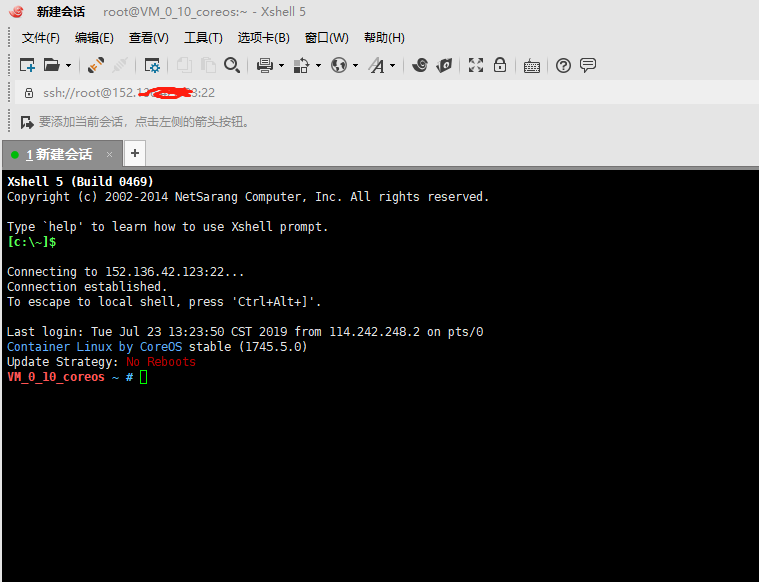 新建会话 root@VM_0_10_coreos:~ - Xshell 5
文件(F) 编辑(E) 查看(V) 工具(T) 选项卡(B) 窗口(W) 帮助(H)
ssh://root@152.1 3:22
要添加当前会话，点击左侧的箭头按钮。
1 新建会话 × +
Xshell 5 (Build 0469)
Copyright (c) 2002-2014 NetSarang Computer, Inc. All rights reserved.
Type `help' to learn how to use Xshell prompt.
[c:\~]$
Connecting to 152.136.42.123:22...
Connection established.
To escape to local shell, press 'Ctrl+Alt+]'.
Last login: Tue Jul 23 13:23:50 CST 2019 from 114.242.248.2 on pts/0
Container Linux by CoreOS stable (1745.5.0)
Update Strategy: No Reboots
VM_0_10_coreos ~ #